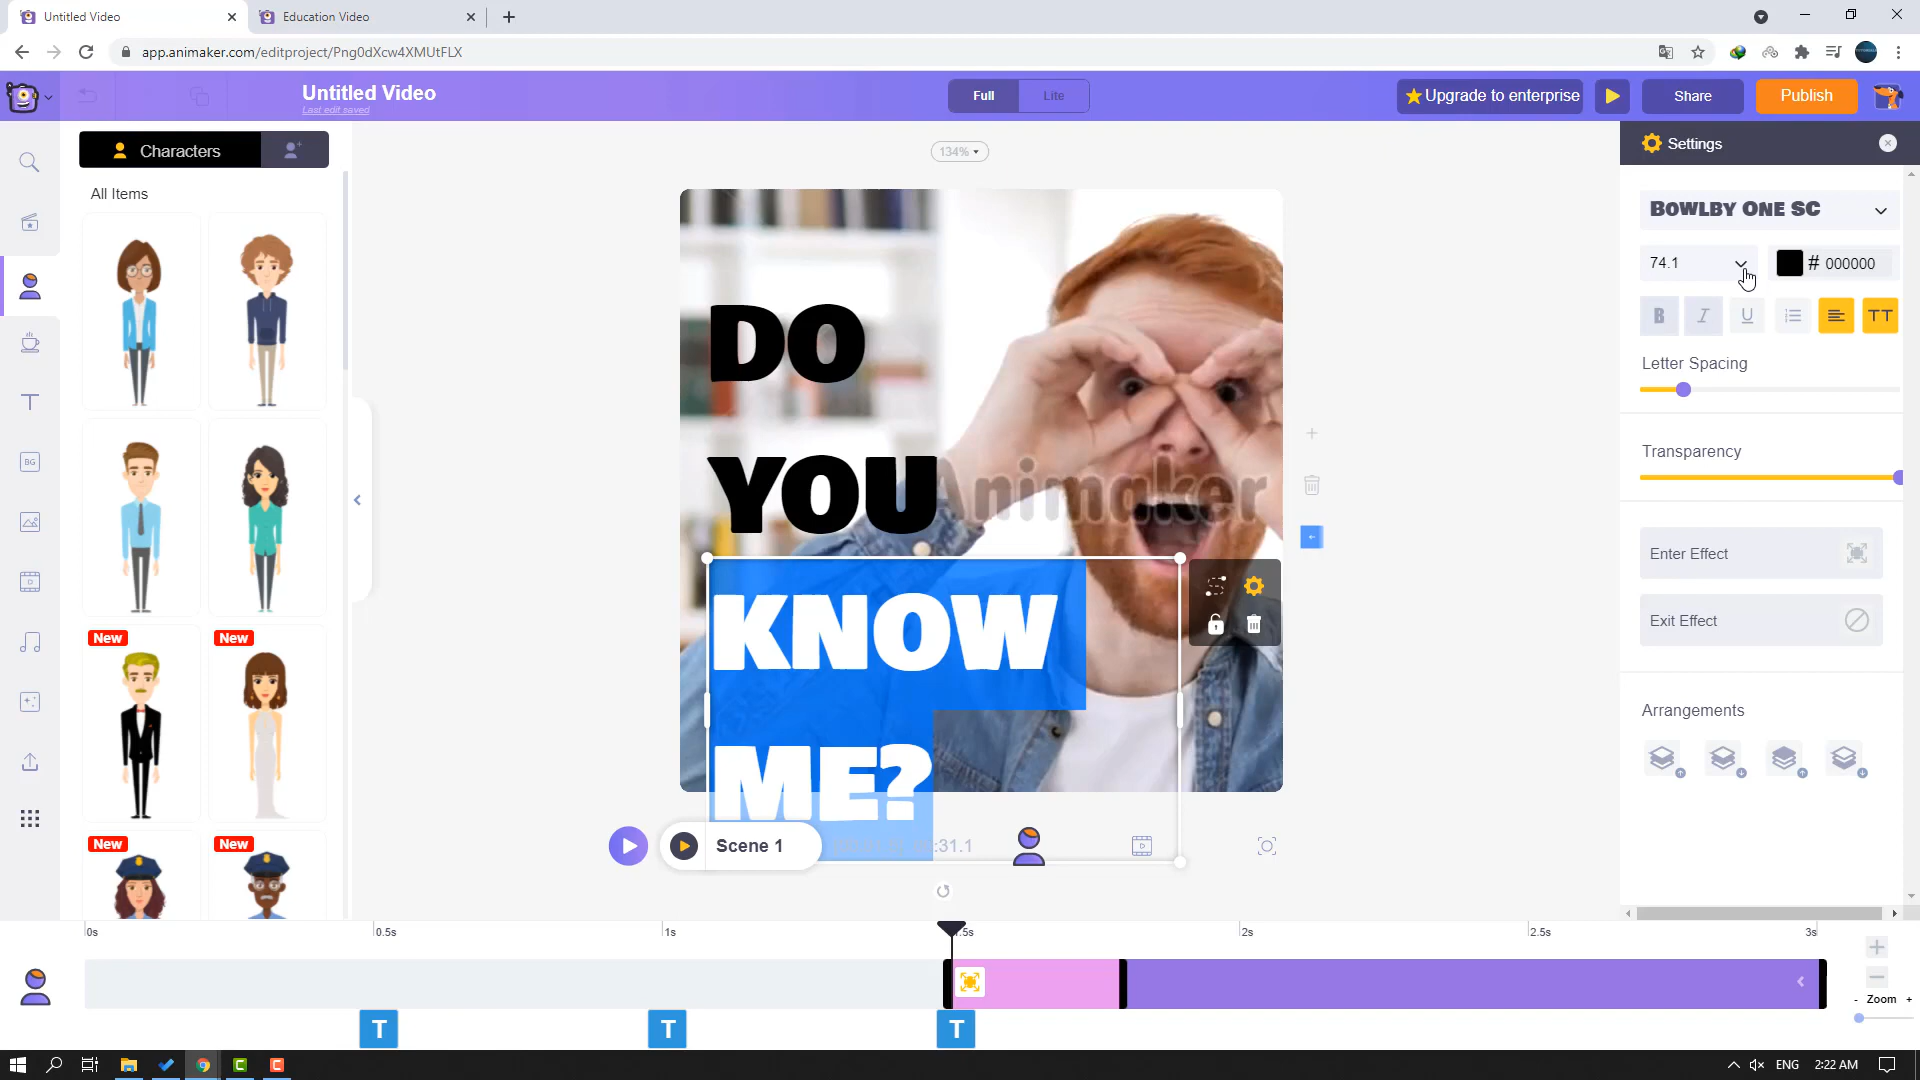 Untitled Video
Education Video
app.animaker.com/editproject/Png0dXcw4XMUtFLX
Untitled Video
Last edit saved
Full
Lite
Upgrade to enterprise
Share
Publish
Characters
All Items
New
New
New
New
134%
DO
YOU
Animaker
KNOW
ME?
Scene 1
:31.1
Settings
BOWLBY ONE SC
74.1
# 000000
B
I
U
TT
Letter Spacing
Transparency
Enter Effect
Exit Effect
Arrangements
T
BG
0s
0.5s
1s
.5s
2s
2.5s
3s
T
T
T
- Zoom +
ENG
2:22 AM